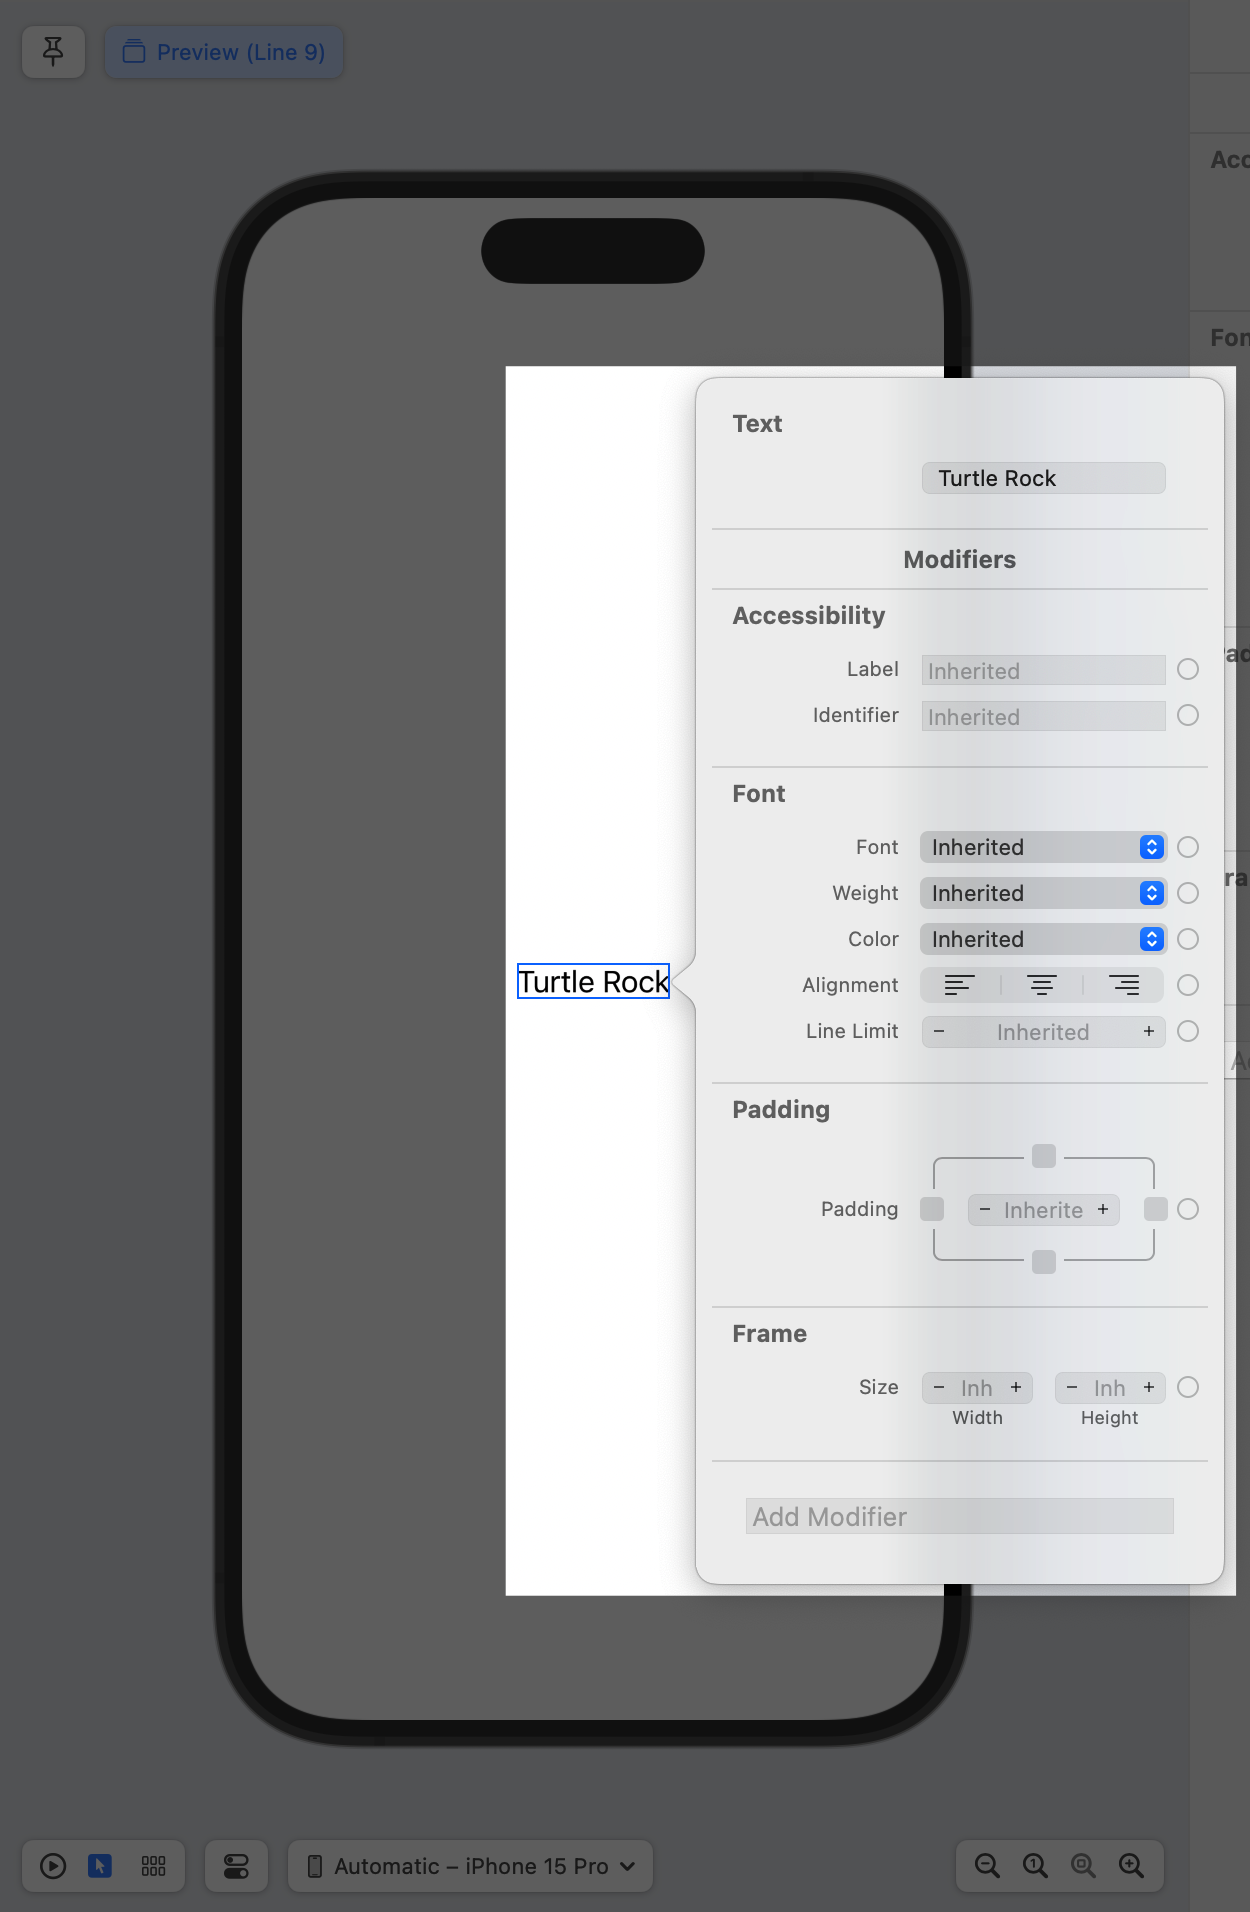 Preview (Line 9)
Acc
Fon
Text
Turtle Rock
Modifiers
Accessibility
Label Inherited
Identifier Inherited
Pad
Font
Font Inherited
Weight Inherited
ra
Color Inherited
Turtle Rock
Alignment
Line Limit − Inherited +
A
Padding
Padding − Inherite +
Frame
Size − Inh + − Inh +
Width Height
Add Modifier
Automatic – iPhone 15 Pro
1